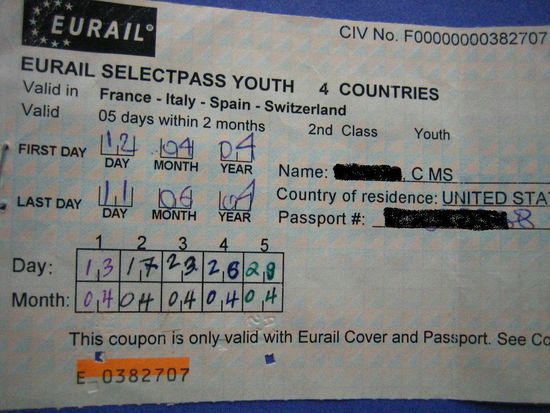 EURAIL®
CIV No. F00000000382707
EURAIL SELECTPASS YOUTH 4 COUNTRIES
Valid in France - Italy - Spain - Switzerland
Valid 05 days within 2 months 2nd Class Youth
FIRST DAY 12 04 04
DAY MONTH YEAR
Name: , C MS
LAST DAY 11 06 04
DAY MONTH YEAR
Country of residence: UNITED STA
Passport #: 8
1 2 3 4 5
Day: 13 17 23 26 28
Month: 04 04 04 04 04
This coupon is only valid with Eurail Cover and Passport. See Co
E 0382707